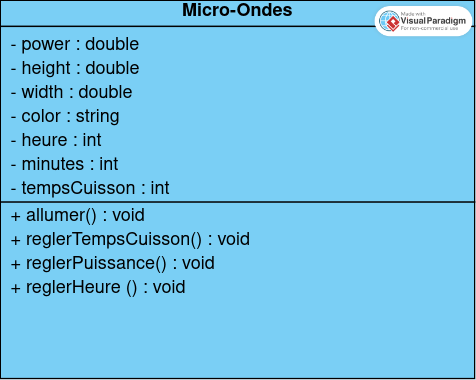 Micro-Ondes
Made with
Visual Paradigm
For non-commercial use
- power : double
- height : double
- width : double
- color : string
- heure : int
- minutes : int
- tempsCuisson : int
+ allumer() : void
+ reglerTempsCuisson() : void
+ reglerPuissance() : void
+ reglerHeure () : void